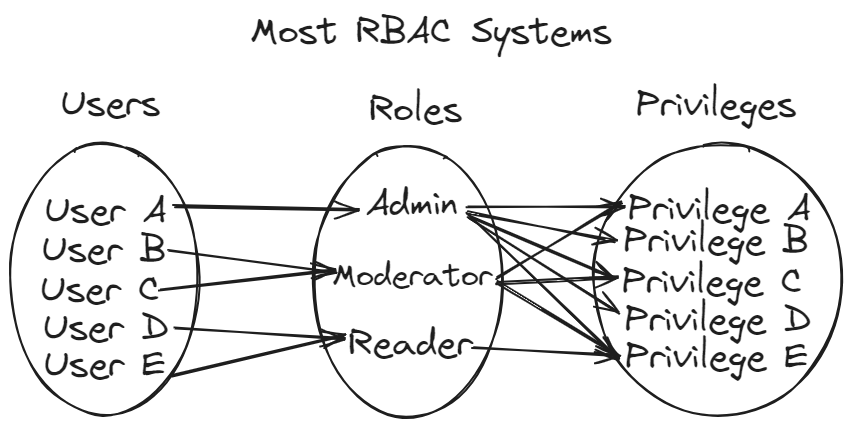 Most RBAC Systems
Users
Roles
Privileges
User A
User B
User C
User D
User E
Admin
Moderator
Reader
Privilege A
Privilege B
Privilege C
Privilege D
Privilege E